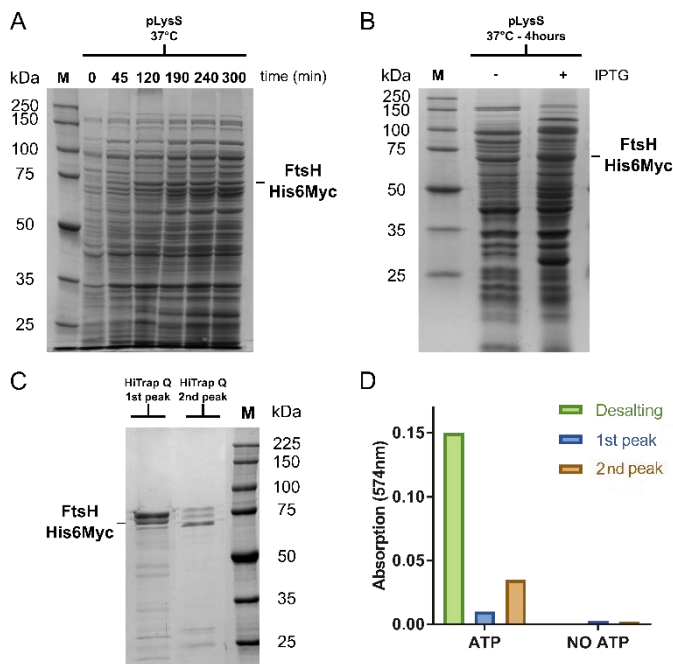 A
pLysS
37°C
kDa M 0 45 120 190 240 300 time (min)
250
150
100
75
50
35
25
FtsH
His6Myc
B
pLysS
37°C - 4hours
kDa M - + IPTG
250
150
100
75
50
35
25
FtsH
His6Myc
C
HiTrap Q HiTrap Q
1st peak 2nd peak M kDa
225
150
100
75
50
35
25
FtsH
His6Myc
D
Absorption (574nm)
0.15
0.10
0.05
0.00
ATP NO ATP
Desalting
1st peak
2nd peak